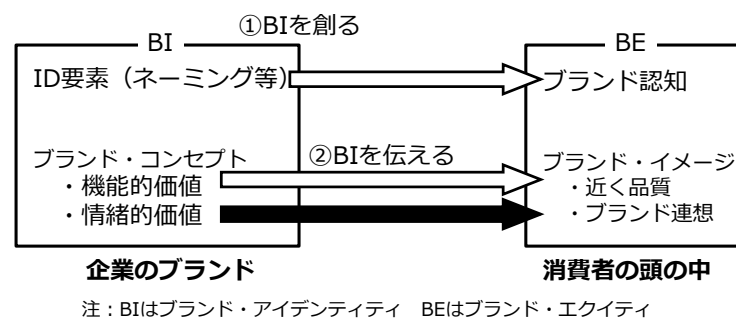 ①BIを創る
BI
BE
ID要素（ネーミング等）
ブランド認知
ブランド・コンセプト
・機能的価値
・情緒的価値
②BIを伝える
ブランド・イメージ
・近く品質
・ブランド連想
企業のブランド
消費者の頭の中
注：BIはブランド・アイデンティティ　BEはブランド・エクイティ